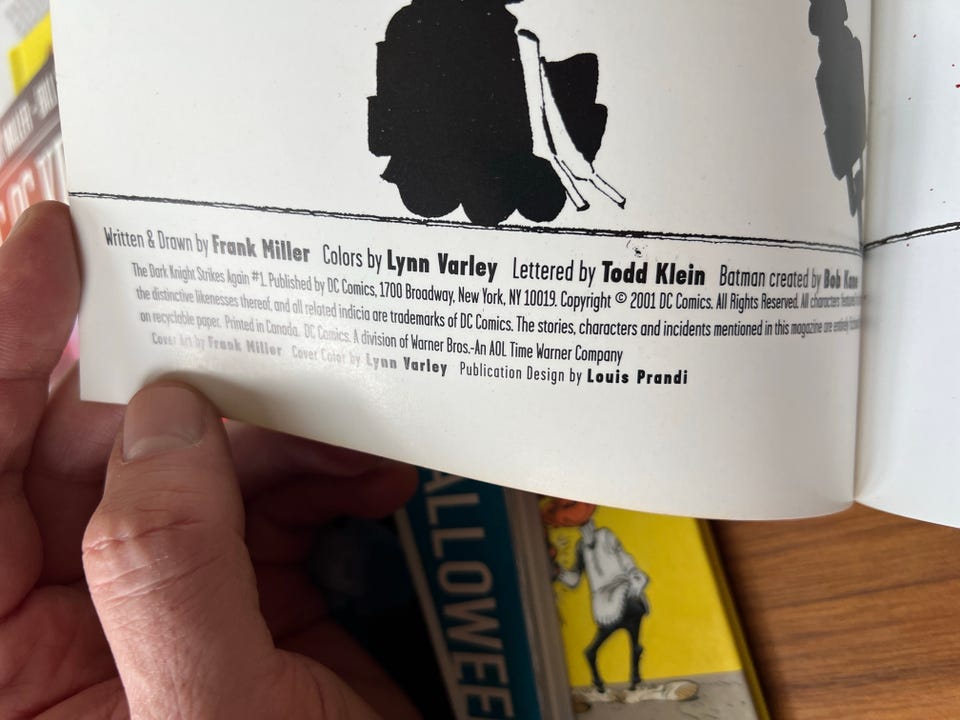 Written & Drawn by Frank Miller Colors by Lynn Varley Lettered by Todd Klein Batman created by Bob Kane
The Dark Knight Strikes Again #1. Published by DC Comics, 1700 Broadway, New York, NY 10019. Copyright © 2001 DC Comics. All Rights Reserved. All characters featured
the distinctive likenesses thereof, and all related indicia are trademarks of DC Comics. The stories, characters and incidents mentioned in this magazine are entirely
on recyclable paper. Printed in Canada. DC Comics. A division of Warner Bros.-An AOL Time Warner Company
Cover Art by Frank Miller Cover Color by Lynn Varley Publication Design by Louis Prandi
ALLOWEE